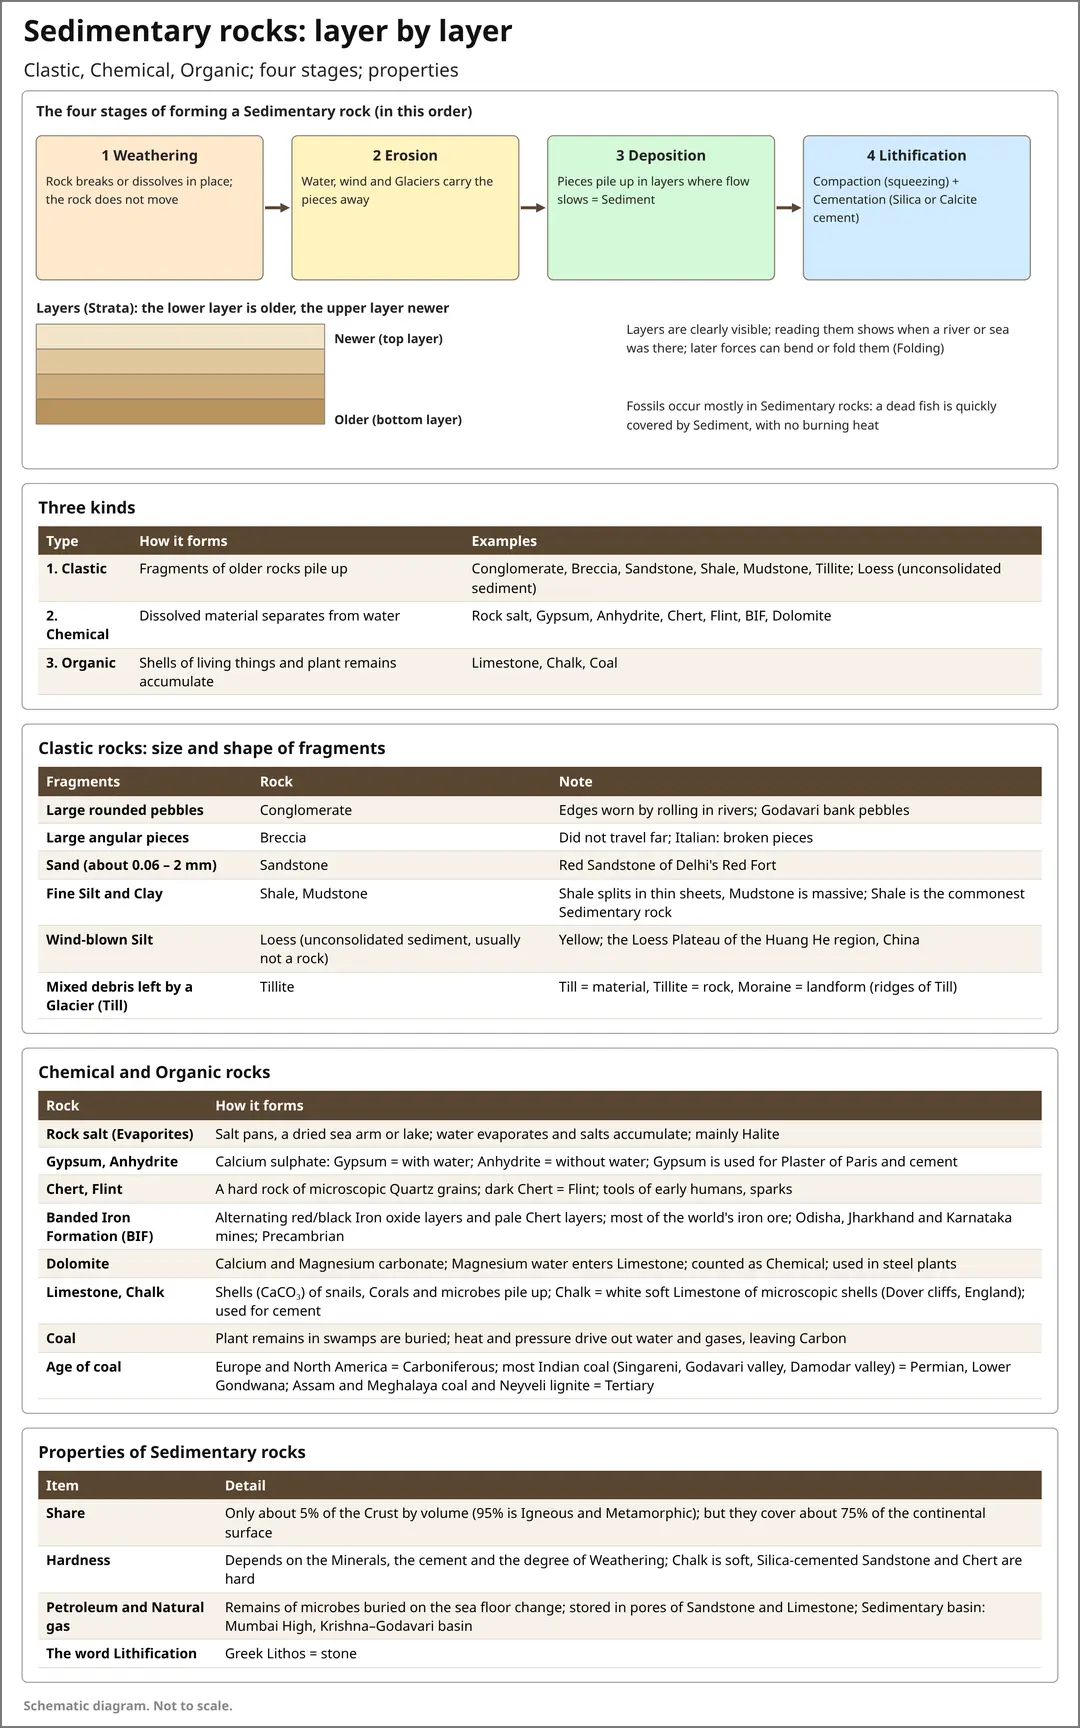 Sedimentary rocks: layer by layer
Clastic, Chemical, Organic; four stages; properties
The four stages of forming a Sedimentary rock (in this order)
1 Weathering
Rock breaks or dissolves in place;
the rock does not move
2 Erosion
Water, wind and Glaciers carry the
pieces away
3 Deposition
Pieces pile up in layers where flow
slows = Sediment
4 Lithification
Compaction (squeezing) +
Cementation (Silica or Calcite
cement)
Layers (Strata): the lower layer is older, the upper layer newer
Newer (top layer)
Older (bottom layer)
Layers are clearly visible; reading them shows when a river or sea
was there; later forces can bend or fold them (Folding)
Fossils occur mostly in Sedimentary rocks: a dead fish is quickly
covered by Sediment, with no burning heat
Three kinds
Type How it forms Examples
1. Clastic Fragments of older rocks pile up Conglomerate, Breccia, Sandstone, Shale, Mudstone, Tillite; Loess (unconsolidated
sediment)
2. Dissolved material separates from water Rock salt, Gypsum, Anhydrite, Chert, Flint, BIF, Dolomite
Chemical
3. Organic Shells of living things and plant remains Limestone, Chalk, Coal
accumulate
Clastic rocks: size and shape of fragments
Fragments Rock Note
Large rounded pebbles Conglomerate Edges worn by rolling in rivers; Godavari bank pebbles
Large angular pieces Breccia Did not travel far; Italian: broken pieces
Sand (about 0.06 – 2 mm) Sandstone Red Sandstone of Delhi's Red Fort
Fine Silt and Clay Shale, Mudstone Shale splits in thin sheets, Mudstone is massive; Shale is the commonest
Sedimentary rock
Wind-blown Silt Loess (unconsolidated sediment, usually Yellow; the Loess Plateau of the Huang He region, China
not a rock)
Mixed debris left by a Tillite Till = material, Tillite = rock, Moraine = landform (ridges of Till)
Glacier (Till)
Chemical and Organic rocks
Rock How it forms
Rock salt (Evaporites) Salt pans, a dried sea arm or lake; water evaporates and salts accumulate; mainly Halite
Gypsum, Anhydrite Calcium sulphate: Gypsum = with water; Anhydrite = without water; Gypsum is used for Plaster of Paris and cement
Chert, Flint A hard rock of microscopic Quartz grains; dark Chert = Flint; tools of early humans, sparks
Banded Iron Alternating red/black Iron oxide layers and pale Chert layers; most of the world's iron ore; Odisha, Jharkhand and Karnataka
Formation (BIF) mines; Precambrian
Dolomite Calcium and Magnesium carbonate; Magnesium water enters Limestone; counted as Chemical; used in steel plants
Limestone, Chalk Shells (CaCO₃) of snails, Corals and microbes pile up; Chalk = white soft Limestone of microscopic shells (Dover cliffs, England);
used for cement
Coal Plant remains in swamps are buried; heat and pressure drive out water and gases, leaving Carbon
Age of coal Europe and North America = Carboniferous; most Indian coal (Singareni, Godavari valley, Damodar valley) = Permian, Lower
Gondwana; Assam and Meghalaya coal and Neyveli lignite = Tertiary
Properties of Sedimentary rocks
Item Detail
Share Only about 5% of the Crust by volume (95% is Igneous and Metamorphic); but they cover about 75% of the continental
surface
Hardness Depends on the Minerals, the cement and the degree of Weathering; Chalk is soft, Silica-cemented Sandstone and Chert are
hard
Petroleum and Natural Remains of microbes buried on the sea floor change; stored in pores of Sandstone and Limestone; Sedimentary basin:
gas Mumbai High, Krishna–Godavari basin
The word Lithification Greek Lithos = stone
Schematic diagram. Not to scale.